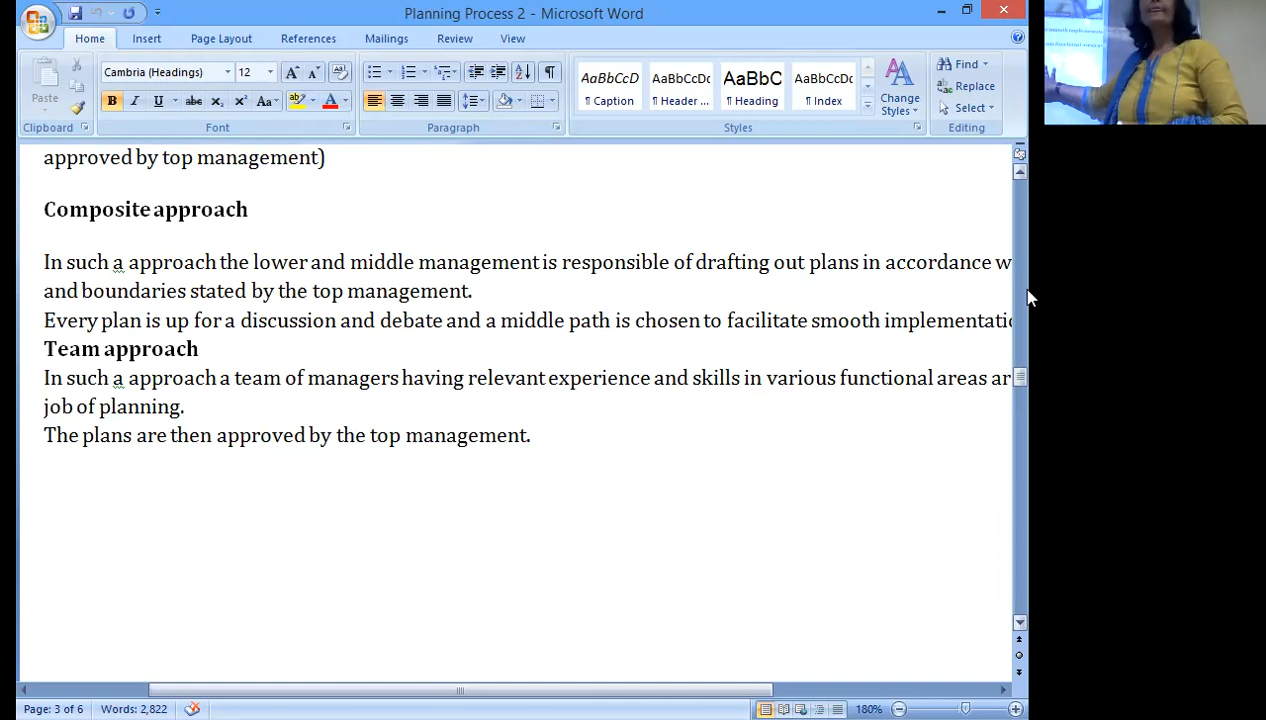 Planning Process 2 - Microsoft Word
Home Insert Page Layout References Mailings Review View
Paste
Cambria (Headings) 12
AaBbCcD AaBbCcDc AaBbC AaBbCcDc
¶ Caption ¶ Header ... ¶ Heading ¶ Index
Change Styles
Find
Replace
Select
Clipboard Font Paragraph Styles Editing
approved by top management)
Composite approach
In such a approach the lower and middle management is responsible of drafting out plans in accordance w
and boundaries stated by the top management.
Every plan is up for a discussion and debate and a middle path is chosen to facilitate smooth implementatio
Team approach
In such a approach a team of managers having relevant experience and skills in various functional areas ar
job of planning.
The plans are then approved by the top management.
Page: 3 of 6 Words: 2,822 180%